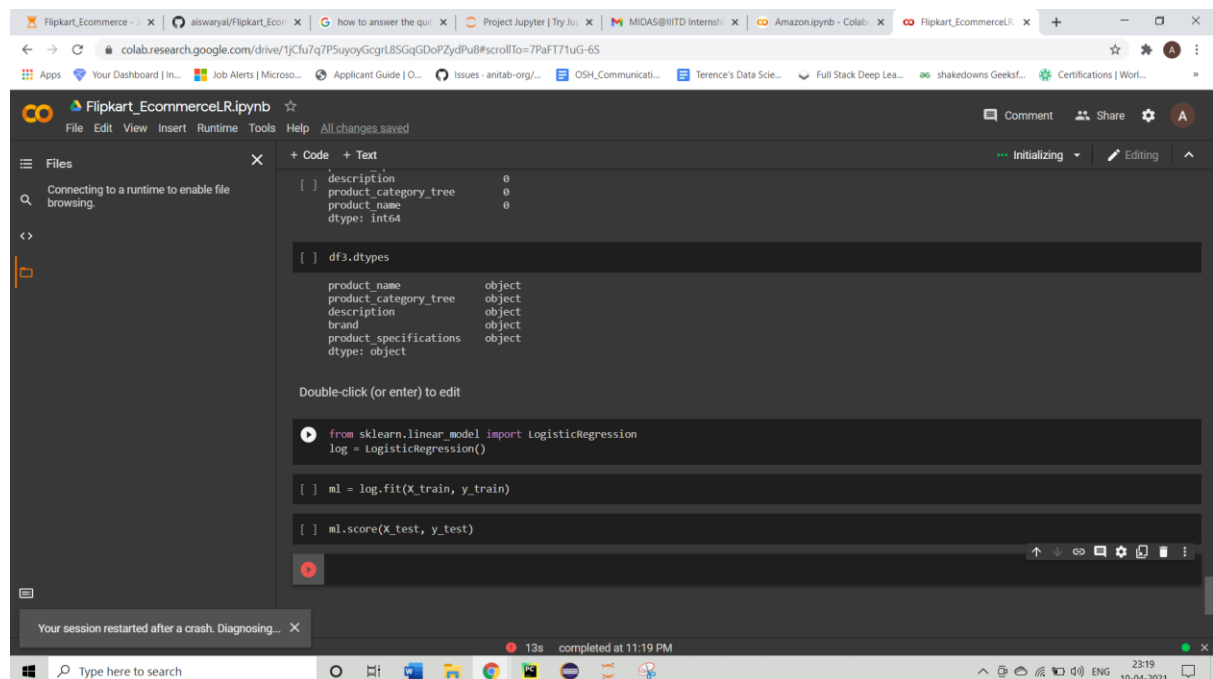 Flipkart_Ecommerce - J
aiswaryal/Flipkart_Ecom
how to answer the que
Project Jupyter | Try Jup
MIDAS@IIITD Internshi
Amazon.ipynb - Colabo
Flipkart_EcommerceLR.
colab.research.google.com/drive/1jCfu7q7P5uyoyGcgrL8SGqGDoPZydPu8#scrollTo=7PaFT71uG-6S
Apps
Your Dashboard | In...
Job Alerts | Microso...
Applicant Guide | O...
Issues - anitab-org/...
OSH_Communicati...
Terence's Data Scie...
Full Stack Deep Lea...
shakedowns Geeksf...
Certifications | Worl...
Flipkart_EcommerceLR.ipynb
File Edit View Insert Runtime Tools Help All changes saved
Comment Share A
Files
+ Code + Text
Initializing
Editing
Connecting to a runtime to enable file
browsing.
[ ] description 0
product_category_tree 0
product_name 0
dtype: int64
[ ] df3.dtypes
product_name object
product_category_tree object
description object
brand object
product_specifications object
dtype: object
Double-click (or enter) to edit
from sklearn.linear_model import LogisticRegression
log = LogisticRegression()
[ ] ml = log.fit(X_train, y_train)
[ ] ml.score(X_test, y_test)
Your session restarted after a crash. Diagnosing...
13s completed at 11:19 PM
Type here to search
ENG
23:19
10-04-2021